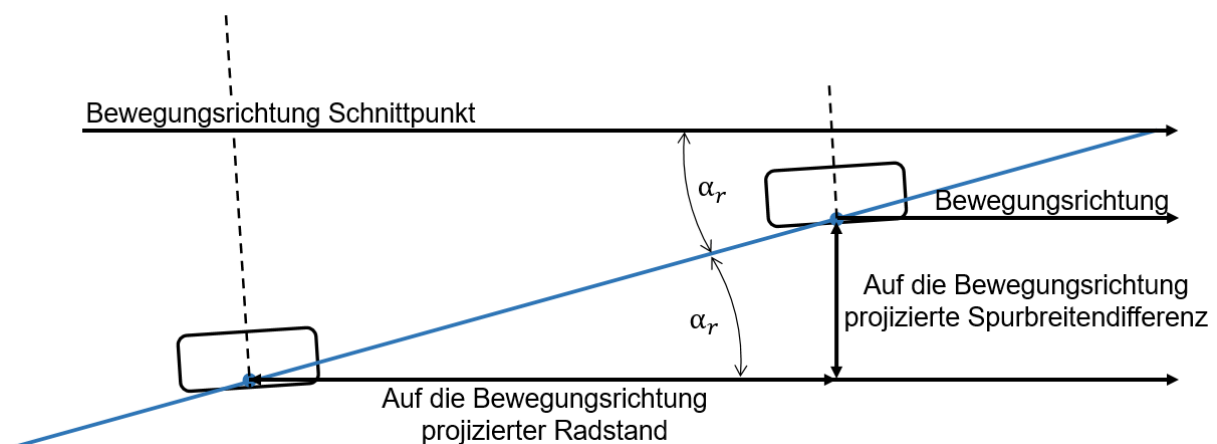 Bewegungsrichtung Schnittpunkt
α_r
Bewegungsrichtung
Auf die Bewegungsrichtung
projizierte Spurbreitendifferenz
α_r
Auf die Bewegungsrichtung
projizierter Radstand